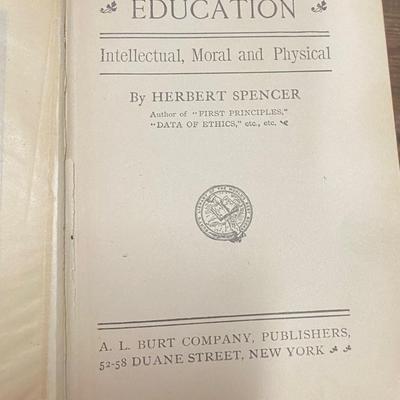 EDUCATION
Intellectual, Moral and Physical
By HERBERT SPENCER
Author of "FIRST PRINCIPLES,"
"DATA OF ETHICS," etc., etc.
A. L. BURT COMPANY, PUBLISHERS,
52-58 DUANE STREET, NEW YORK